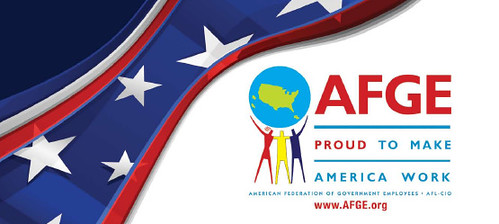 AFGE
PROUD TO MAKE
AMERICA WORK
AMERICAN FEDERATION OF GOVERNMENT EMPLOYEES • AFL-CIO
www.AFGE.org